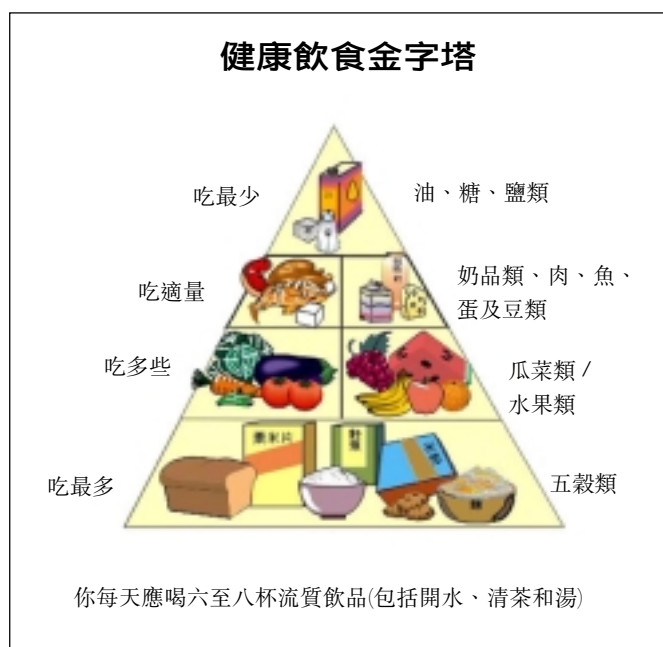 健康飲食金字塔
吃最少
油、糖、鹽類
吃適量
奶品類、肉、魚、
蛋及豆類
吃多些
瓜菜類 /
水果類
粟米片
吃最多
五穀類
你每天應喝六至八杯流質飲品(包括開水、清茶和湯)